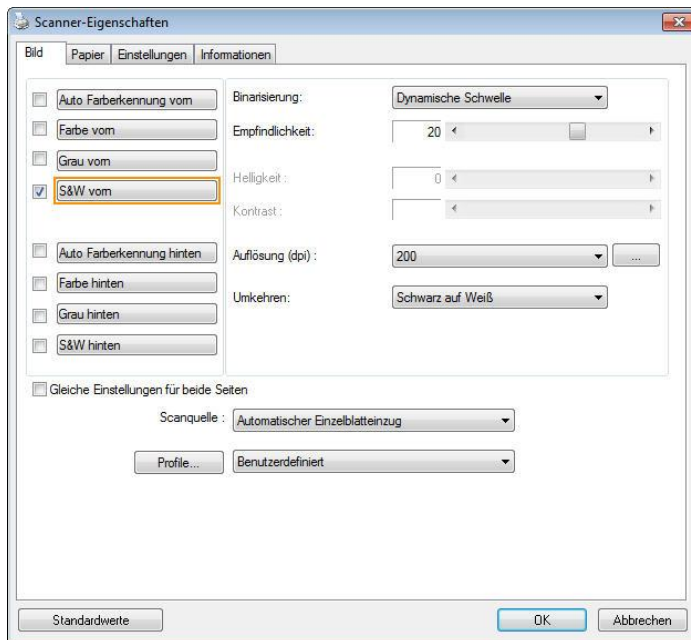 Scanner-Eigenschaften
Bild Papier Einstellungen Informationen
Auto Farberkennung vorn
Farbe vorn
Grau vorn
S&W vorn
Auto Farberkennung hinten
Farbe hinten
Grau hinten
S&W hinten
Binarisierung: Dynamische Schwelle
Empfindlichkeit: 20
Helligkeit : 0
Kontrast :
Auflösung (dpi) : 200 ...
Umkehren: Schwarz auf Weiß
Gleiche Einstellungen für beide Seiten
Scanquelle : Automatischer Einzelblatteinzug
Profile... Benutzerdefiniert
Standardwerte OK Abbrechen